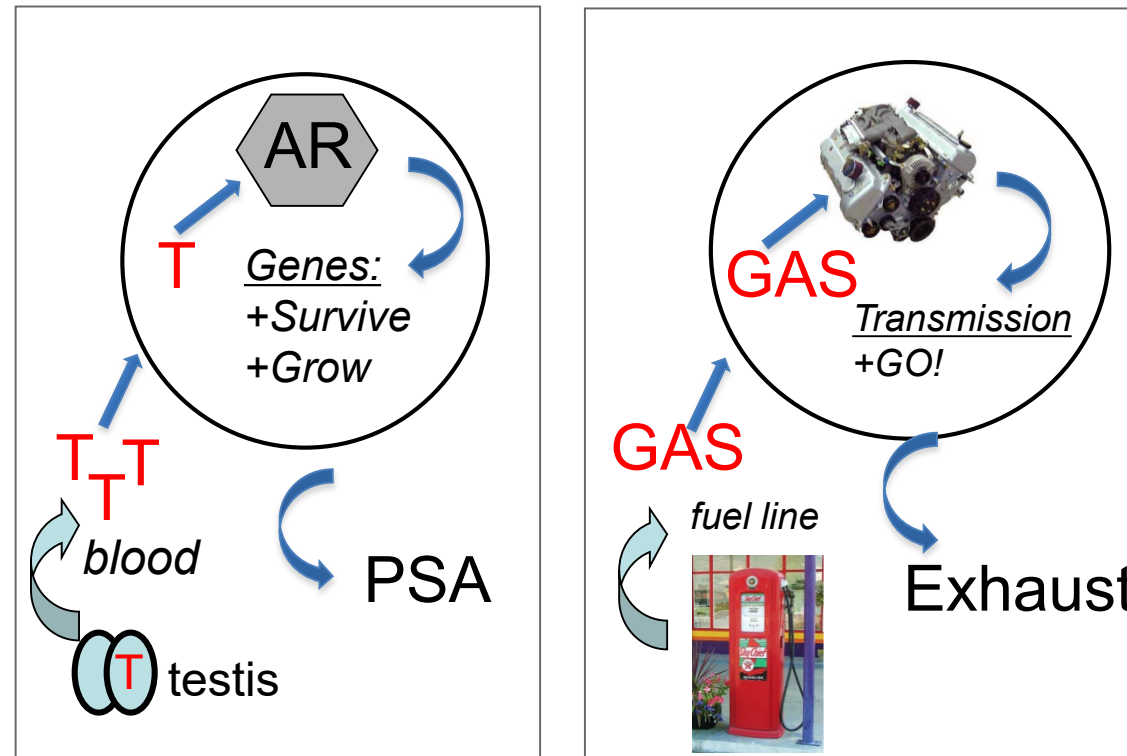 AR
T
Genes:
+Survive
+Grow
T T T
blood
PSA
T testis
GAS
Transmission
+GO!
GAS
fuel line
Exhaust